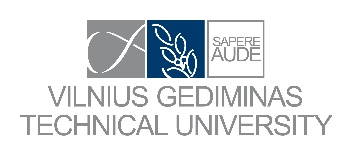 SAPERE
AUDE
VILNIUS GEDIMINAS
TECHNICAL UNIVERSITY